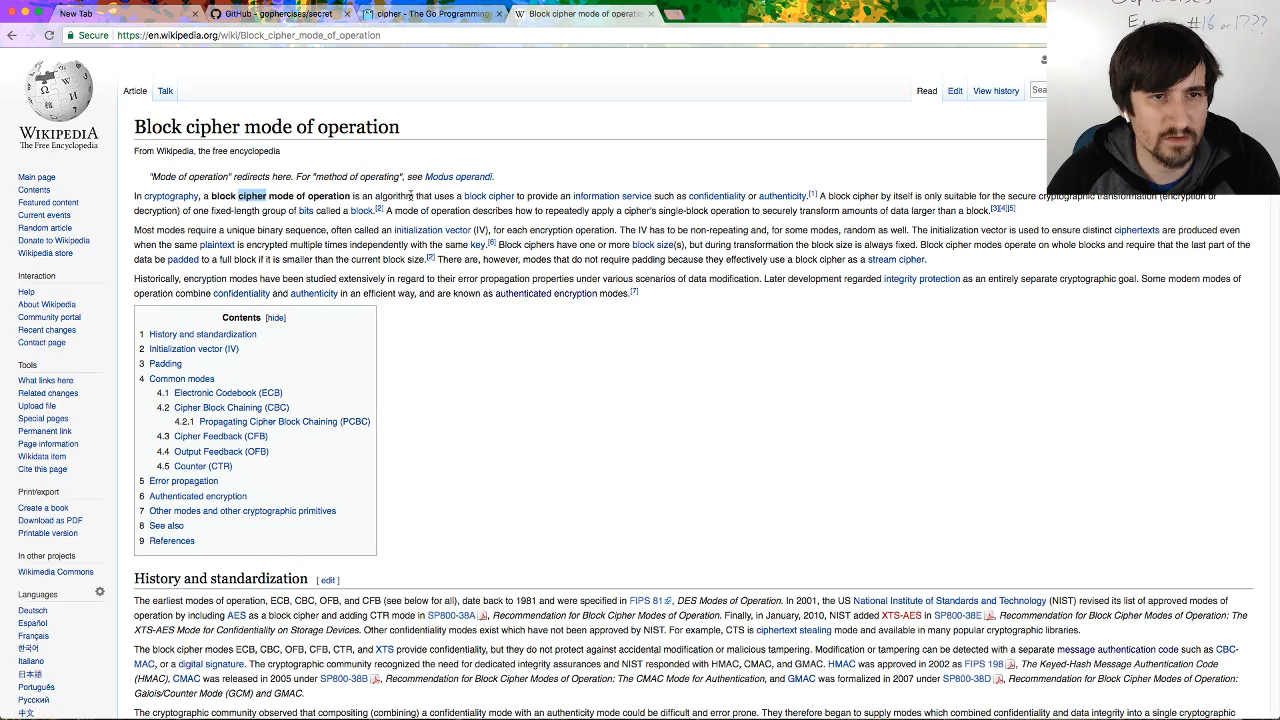 New Tab
GitHub - gophercises/secret
cipher - The Go Programming
Block cipher mode of operatio
Secure
https://en.wikipedia.org/wiki/Block_cipher_mode_of_operation
#16 or 17???
WIKIPEDIA
The Free Encyclopedia
Main page
Contents
Featured content
Current events
Random article
Donate to Wikipedia
Wikipedia store
Interaction
Help
About Wikipedia
Community portal
Recent changes
Contact page
Tools
What links here
Related changes
Upload file
Special pages
Permanent link
Page information
Wikidata item
Cite this page
Print/export
Create a book
Download as PDF
Printable version
In other projects
Wikimedia Commons
Languages
Deutsch
Español
Français
한국어
Italiano
日本語
Português
Русский
中文
Article
Talk
Read
Edit
View history
Sea
Block cipher mode of operation
From Wikipedia, the free encyclopedia
"Mode of operation" redirects here. For "method of operating", see Modus operandi.
In cryptography, a block cipher mode of operation is an algorithm that uses a block cipher to provide an information service such as confidentiality or authenticity.[1] A block cipher by itself is only suitable for the secure cryptographic transformation (encryption or
decryption) of one fixed-length group of bits called a block.[2] A mode of operation describes how to repeatedly apply a cipher's single-block operation to securely transform amounts of data larger than a block.[3][4][5]
Most modes require a unique binary sequence, often called an initialization vector (IV), for each encryption operation. The IV has to be non-repeating and, for some modes, random as well. The initialization vector is used to ensure distinct ciphertexts are produced even
when the same plaintext is encrypted multiple times independently with the same key.[6] Block ciphers have one or more block size(s), but during transformation the block size is always fixed. Block cipher modes operate on whole blocks and require that the last part of the
data be padded to a full block if it is smaller than the current block size.[2] There are, however, modes that do not require padding because they effectively use a block cipher as a stream cipher.
Historically, encryption modes have been studied extensively in regard to their error propagation properties under various scenarios of data modification. Later development regarded integrity protection as an entirely separate cryptographic goal. Some modern modes of
operation combine confidentiality and authenticity in an efficient way, and are known as authenticated encryption modes.[7]
Contents [hide]
1 History and standardization
2 Initialization vector (IV)
3 Padding
4 Common modes
4.1 Electronic Codebook (ECB)
4.2 Cipher Block Chaining (CBC)
4.2.1 Propagating Cipher Block Chaining (PCBC)
4.3 Cipher Feedback (CFB)
4.4 Output Feedback (OFB)
4.5 Counter (CTR)
5 Error propagation
6 Authenticated encryption
7 Other modes and other cryptographic primitives
8 See also
9 References
History and standardization [ edit ]
The earliest modes of operation, ECB, CBC, OFB, and CFB (see below for all), date back to 1981 and were specified in FIPS 81, DES Modes of Operation. In 2001, the US National Institute of Standards and Technology (NIST) revised its list of approved modes of
operation by including AES as a block cipher and adding CTR mode in SP800-38A, Recommendation for Block Cipher Modes of Operation. Finally, in January, 2010, NIST added XTS-AES in SP800-38E, Recommendation for Block Cipher Modes of Operation: The
XTS-AES Mode for Confidentiality on Storage Devices. Other confidentiality modes exist which have not been approved by NIST. For example, CTS is ciphertext stealing mode and available in many popular cryptographic libraries.
The block cipher modes ECB, CBC, OFB, CFB, CTR, and XTS provide confidentiality, but they do not protect against accidental modification or malicious tampering. Modification or tampering can be detected with a separate message authentication code such as CBC-
MAC, or a digital signature. The cryptographic community recognized the need for dedicated integrity assurances and NIST responded with HMAC, CMAC, and GMAC. HMAC was approved in 2002 as FIPS 198, The Keyed-Hash Message Authentication Code
(HMAC), CMAC was released in 2005 under SP800-38B, Recommendation for Block Cipher Modes of Operation: The CMAC Mode for Authentication, and GMAC was formalized in 2007 under SP800-38D, Recommendation for Block Cipher Modes of Operation:
Galois/Counter Mode (GCM) and GMAC.
The cryptographic community observed that compositing (combining) a confidentiality mode with an authenticity mode could be difficult and error prone. They therefore began to supply modes which combined confidentiality and data integrity into a single cryptographic